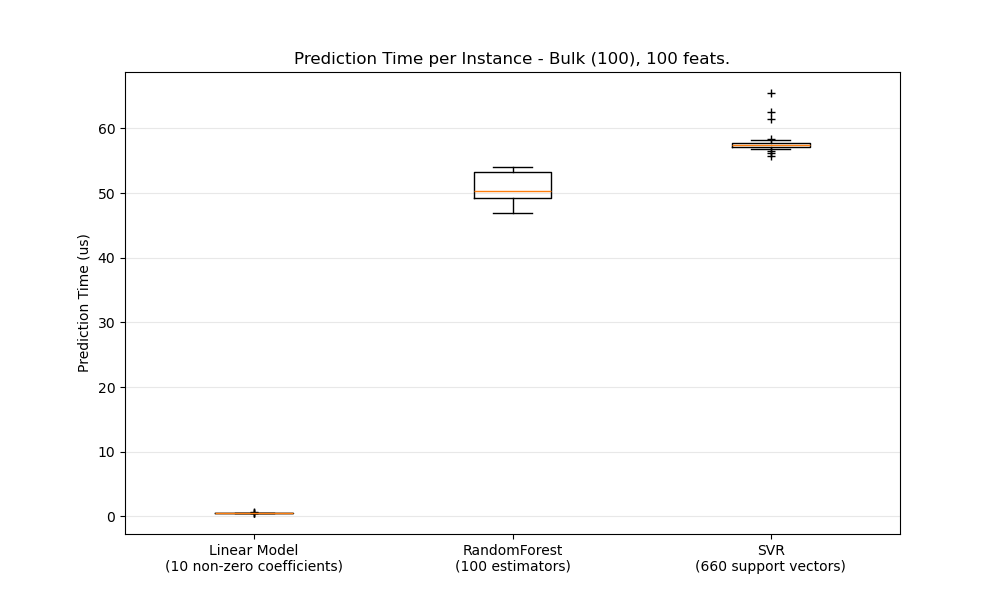 Prediction Time per Instance - Bulk (100), 100 feats.
Prediction Time (us)
60
50
40
30
20
10
0
Linear Model
(10 non-zero coefficients)
RandomForest
(100 estimators)
SVR
(660 support vectors)